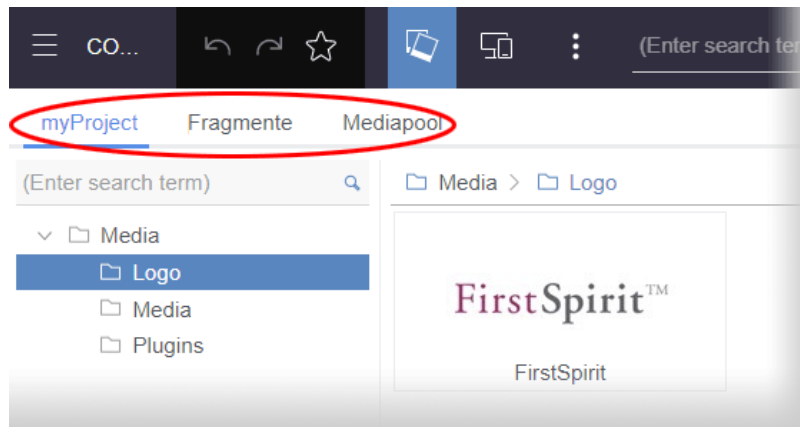 CO... (Enter search ter
myProject Fragmente Mediapool
(Enter search term) Media > Logo
Media
Logo
Media
Plugins
FirstSpirit™
FirstSpirit